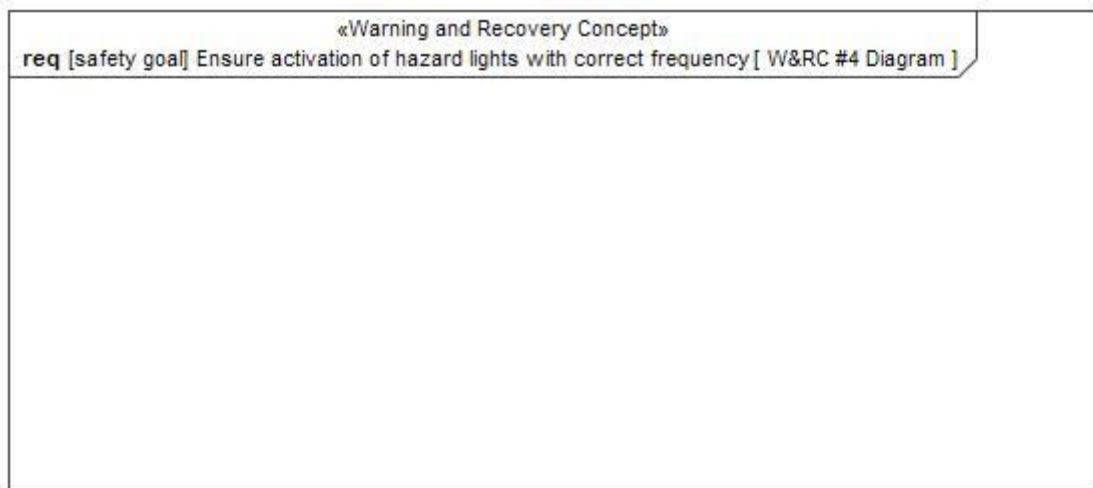 «Warning and Recovery Concept»
req [safety goal] Ensure activation of hazard lights with correct frequency [ W&RC #4 Diagram ]